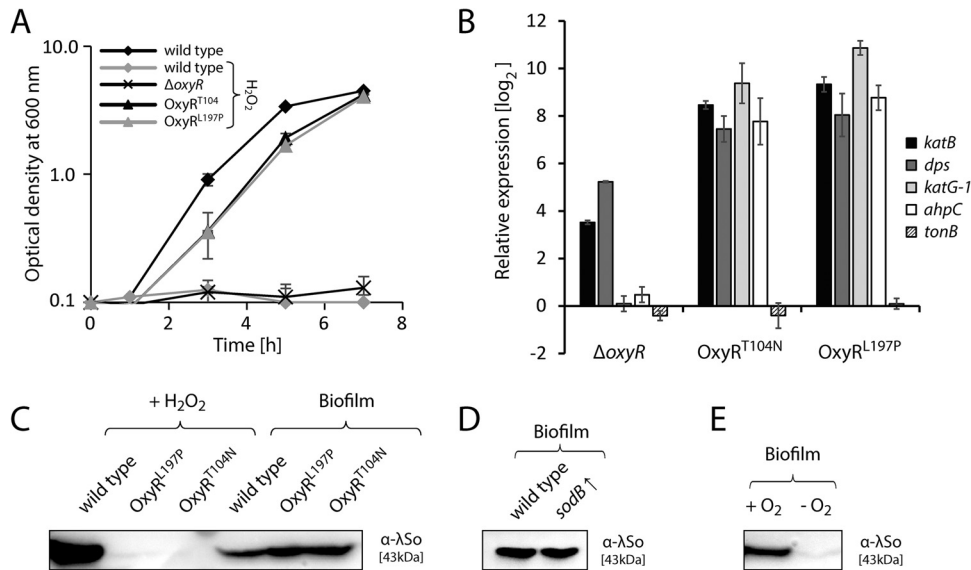 A
10.0
1.0
0.1
Optical density at 600 nm
wild type
wild type
ΔoxyR
OxyR^T104
OxyR^L197P
H₂O₂
0 2 4 6 8
Time [h]
B
Relative expression [log₂]
12
10
8
6
4
2
0
-2
katB
dps
katG-1
ahpC
tonB
ΔoxyR OxyR^T104N OxyR^L197P
C
+ H₂O₂ Biofilm
wild type OxyR^L197P OxyR^T104N wild type OxyR^L197P OxyR^T104N
α-λSo
[43kDa]
D
Biofilm
wild type sodB↑
α-λSo
[43kDa]
E
Biofilm
+ O₂ - O₂
α-λSo
[43kDa]